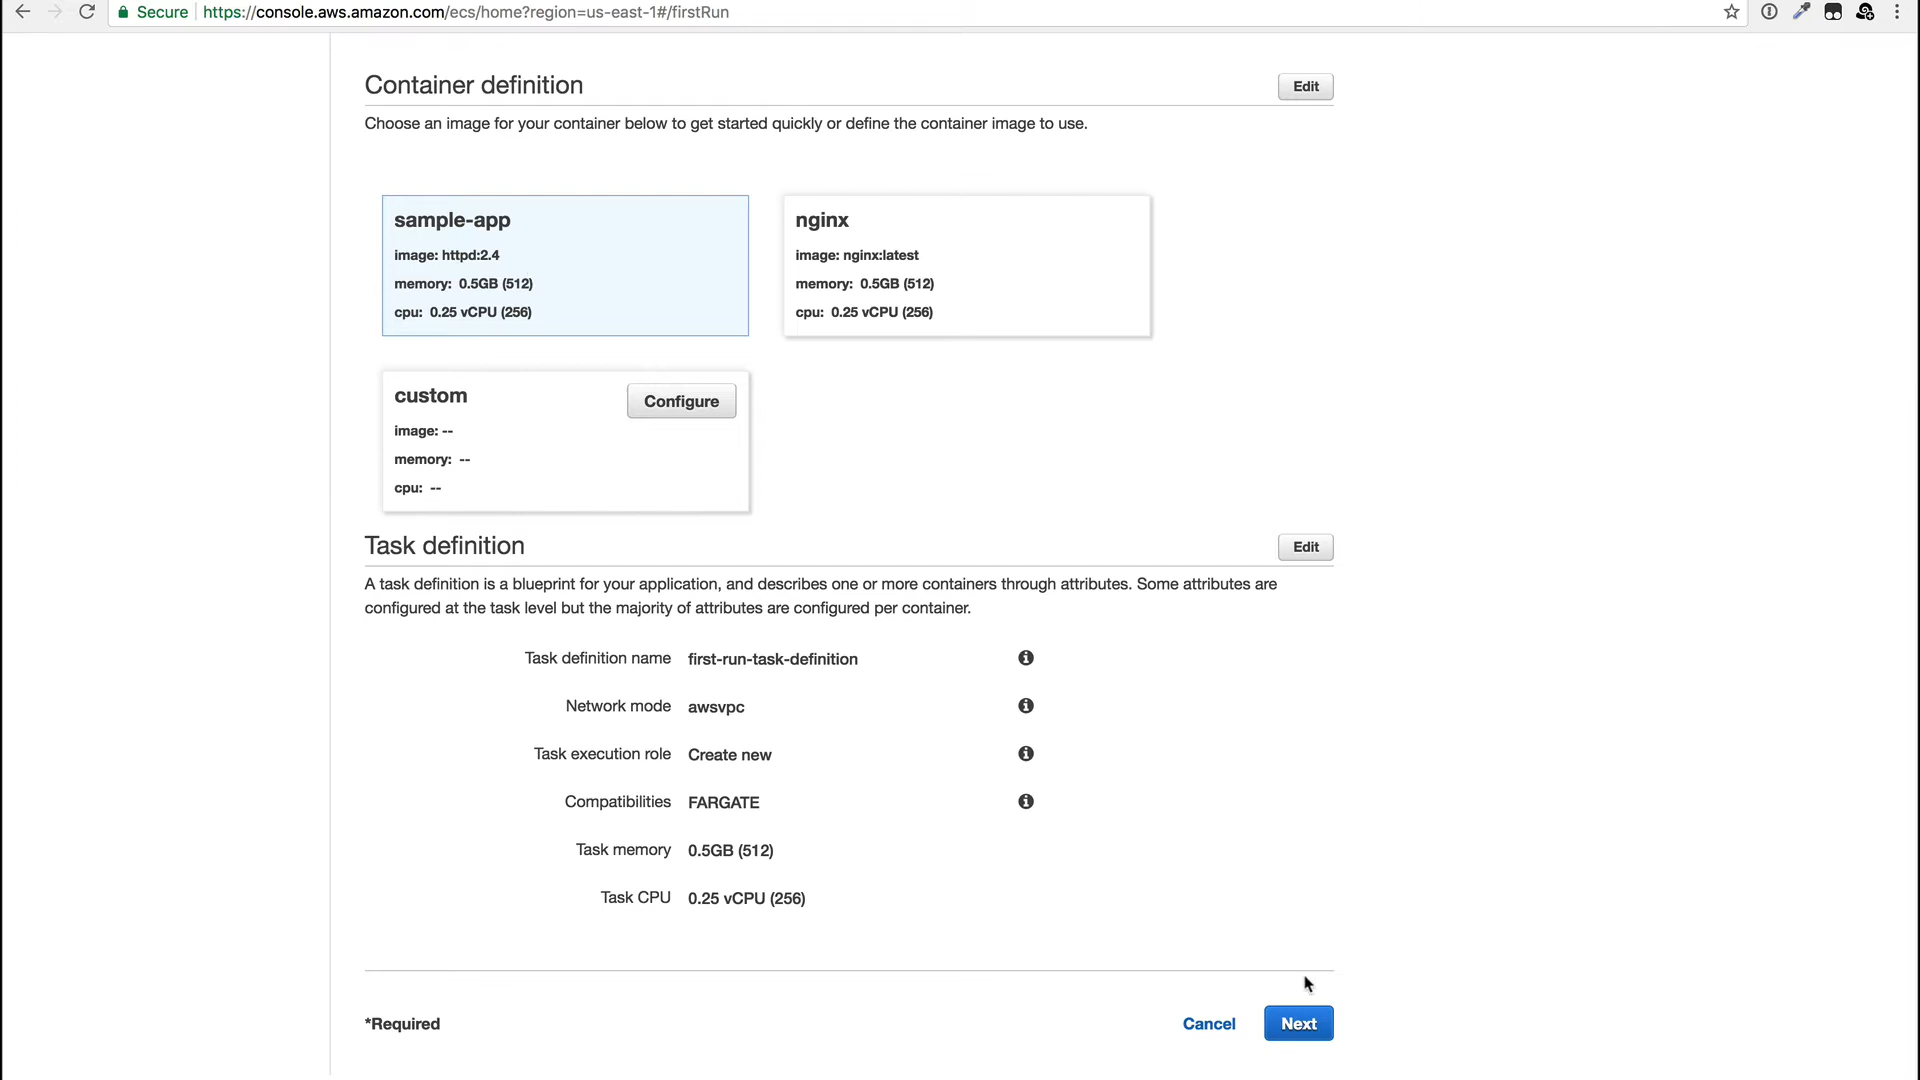 Secure https://console.aws.amazon.com/ecs/home?region=us-east-1#/firstRun
Container definition
Edit
Choose an image for your container below to get started quickly or define the container image to use.
sample-app
image: httpd:2.4
memory: 0.5GB (512)
cpu: 0.25 vCPU (256)
nginx
image: nginx:latest
memory: 0.5GB (512)
cpu: 0.25 vCPU (256)
custom
Configure
image: --
memory: --
cpu: --
Task definition
Edit
A task definition is a blueprint for your application, and describes one or more containers through attributes. Some attributes are
configured at the task level but the majority of attributes are configured per container.
Task definition name first-run-task-definition
Network mode awsvpc
Task execution role Create new
Compatibilities FARGATE
Task memory 0.5GB (512)
Task CPU 0.25 vCPU (256)
*Required
Cancel
Next